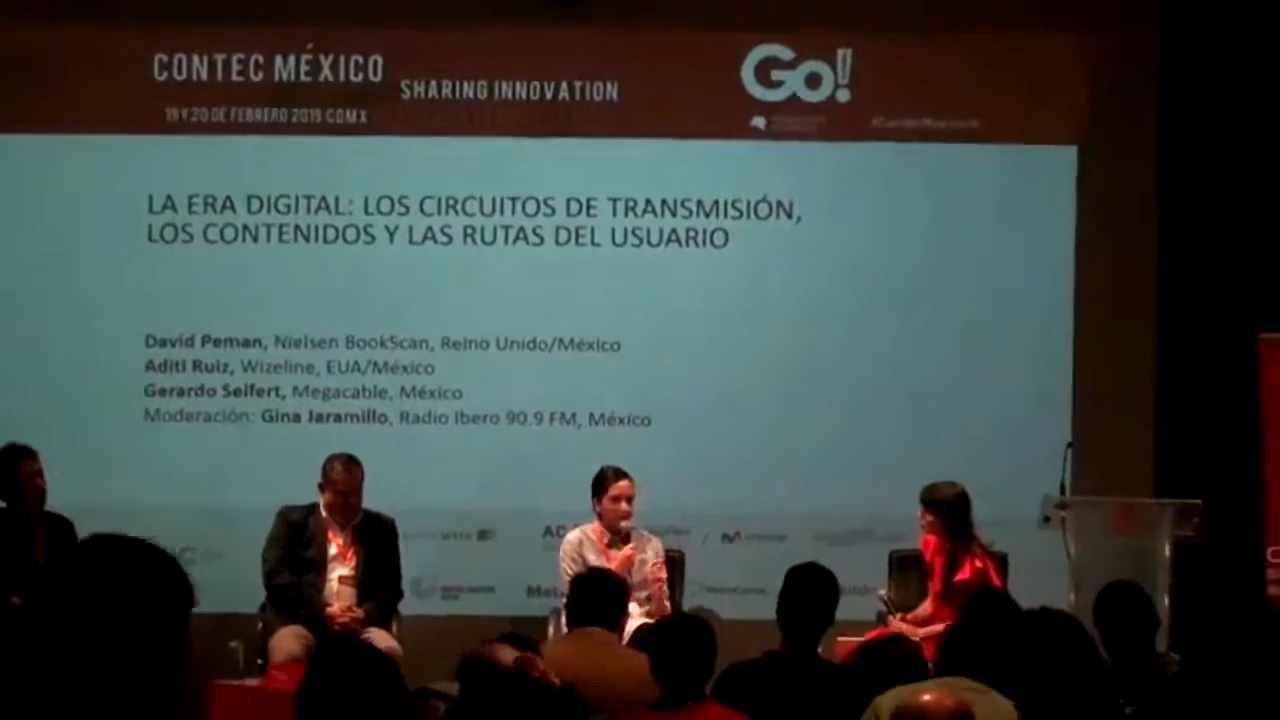 CONTEC MÉXICO
SHARING INNOVATION
19 Y 20 DE FEBRERO 2019 CDMX
Go!
LA ERA DIGITAL: LOS CIRCUITOS DE TRANSMISIÓN,
LOS CONTENIDOS Y LAS RUTAS DEL USUARIO
David Peman, Nielsen BookScan, Reino Unido/México
Aditi Ruiz, Wizeline, EUA/México
Gerardo Seifert, Megacable, México
Moderación: Gina Jaramillo, Radio Ibero 90.9 FM, México